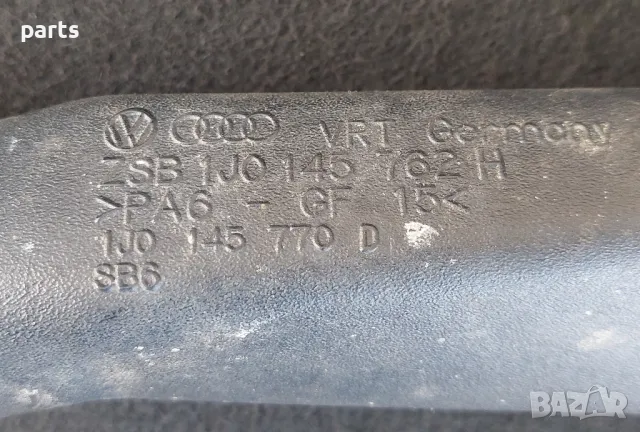 parts
VRT Germany
ZSB 1J0 145 762 H
>PA6 - GF 15<
1J0 145 770 D
SB6
BAZAR